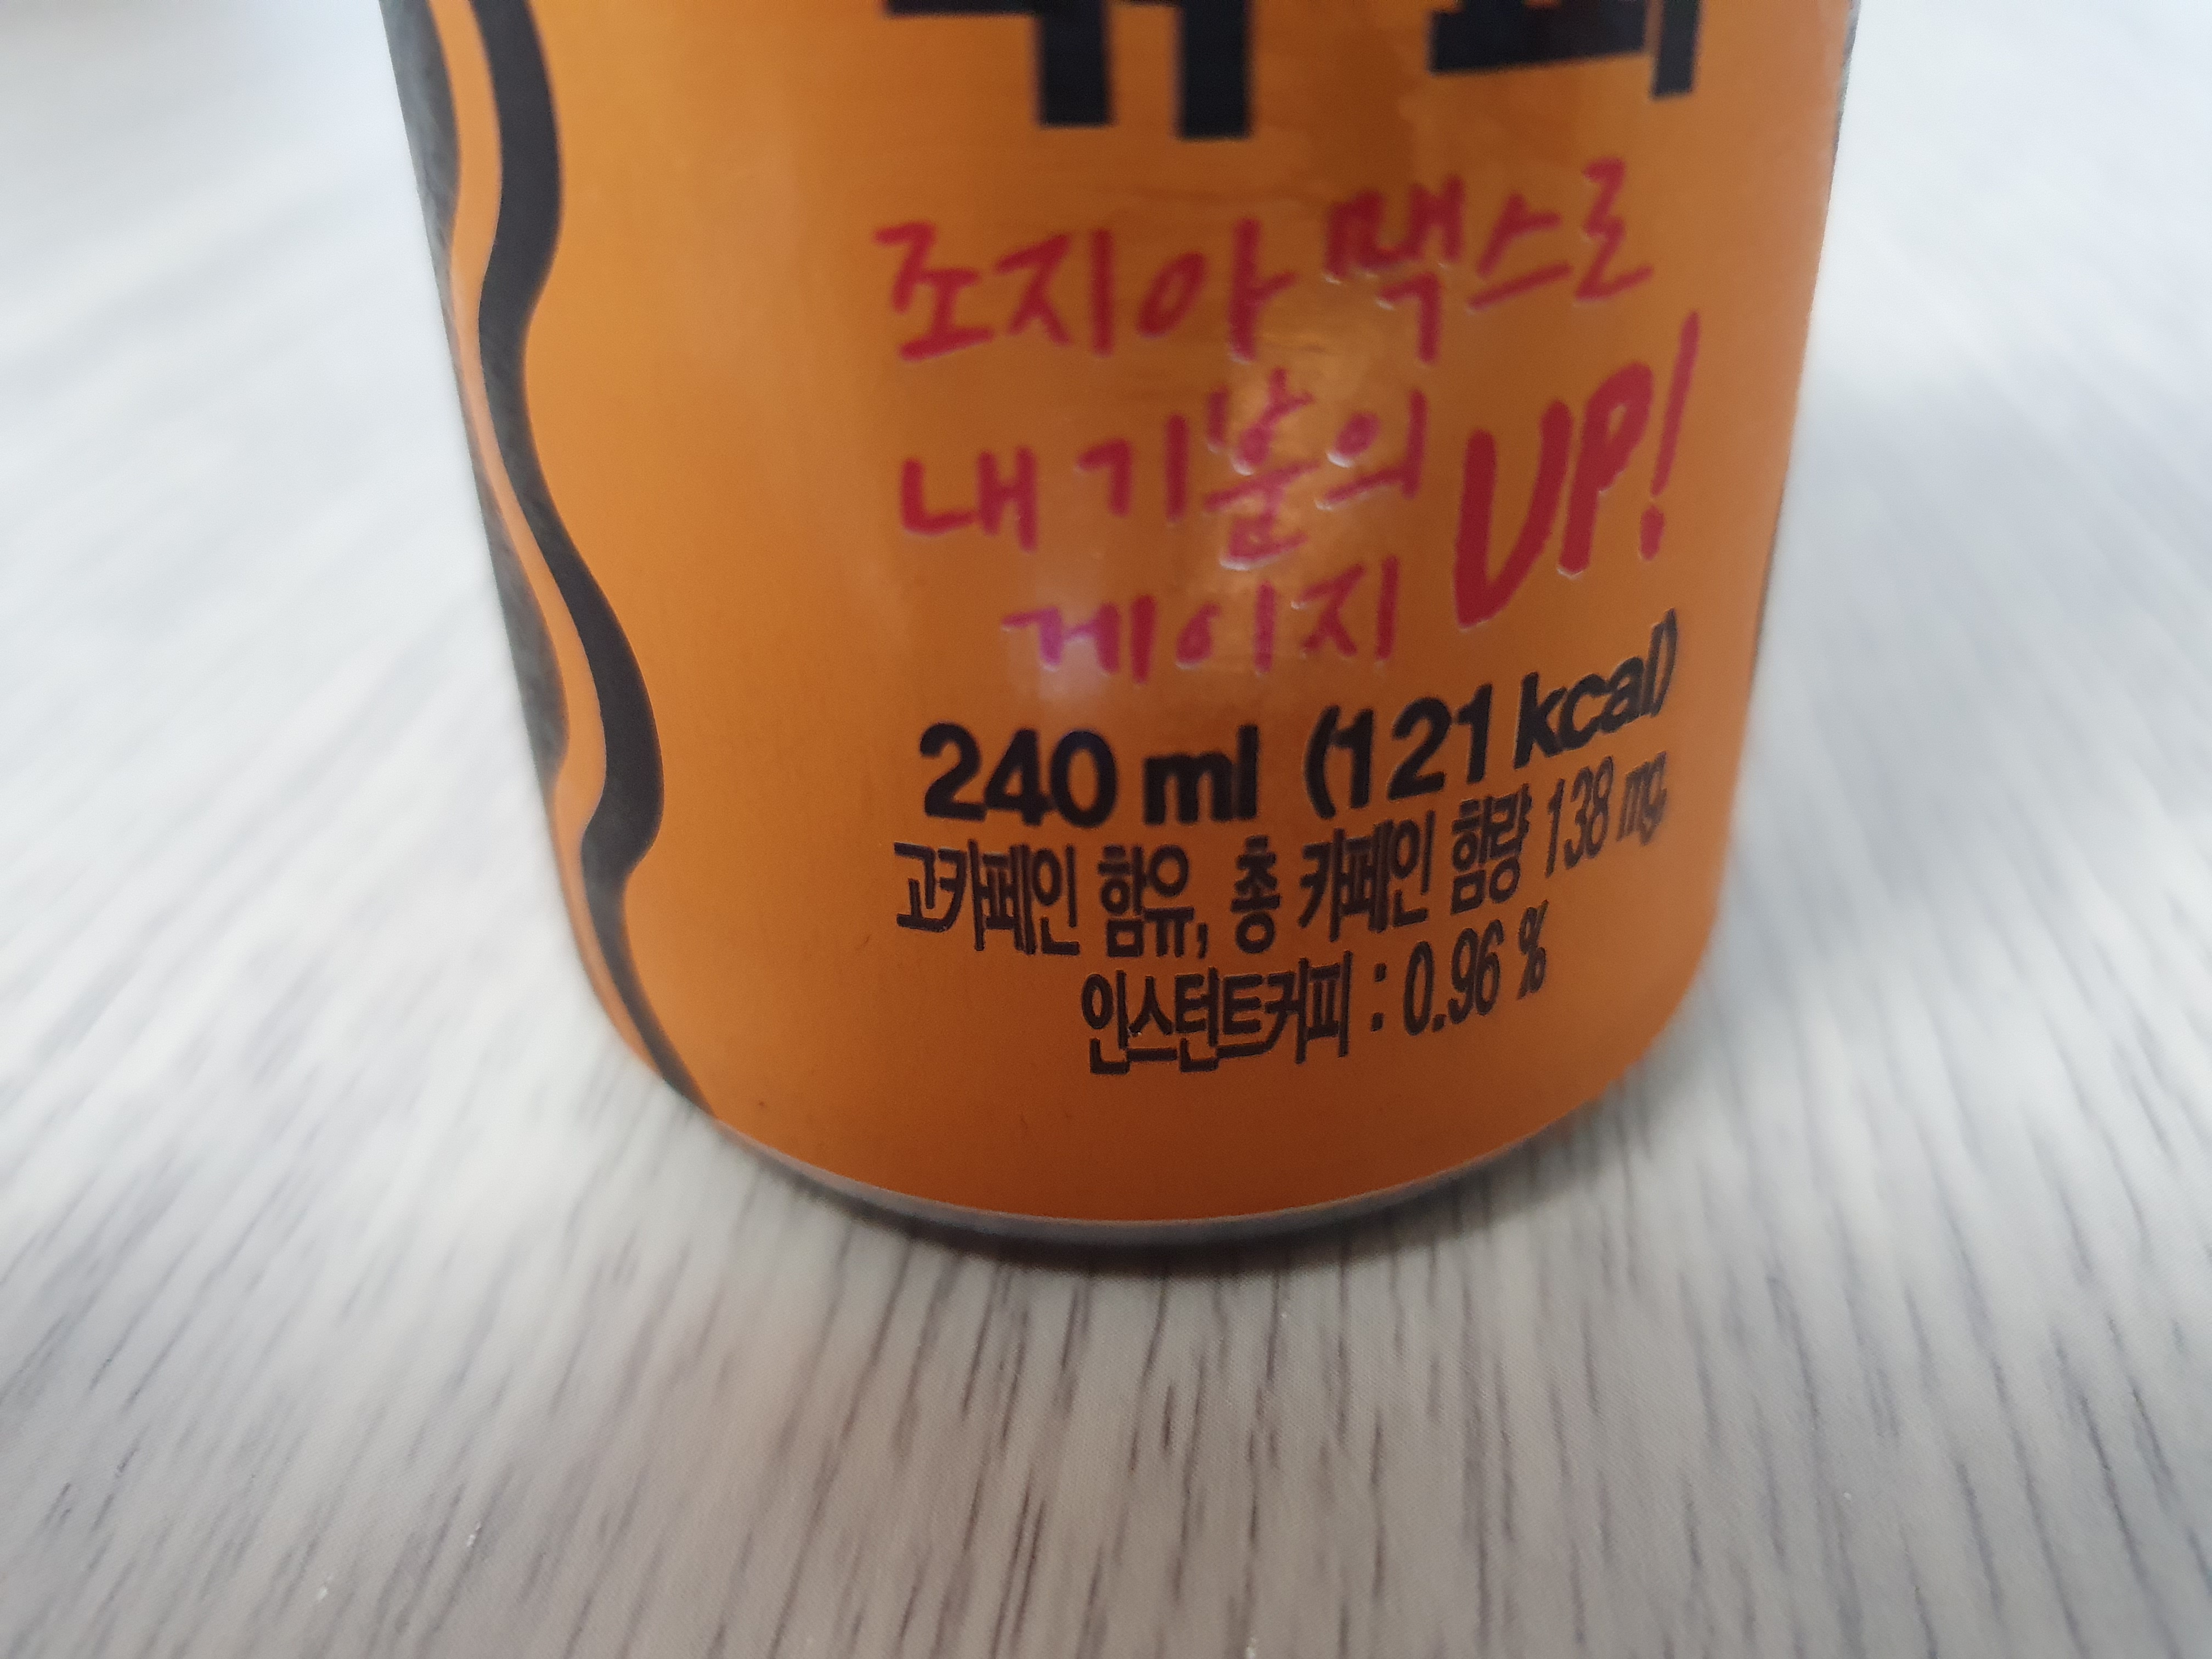 조지아 맥스로
내 기분의 UP!
게이지
240 ml (121 kcal)
고카페인 함유, 총 카페인 함량 138 mg,
인스턴트커피 : 0.96 %